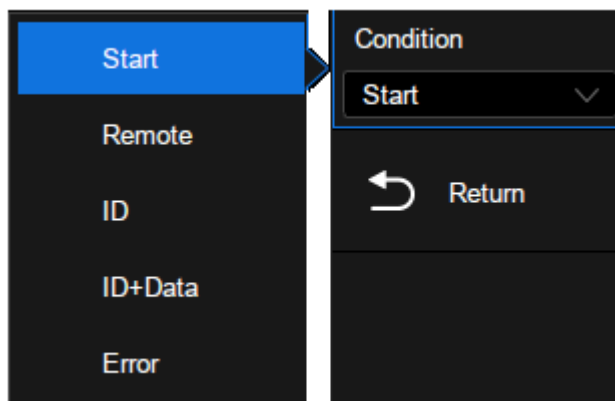 Start
Remote
ID
ID+Data
Error
Condition
Start
Return